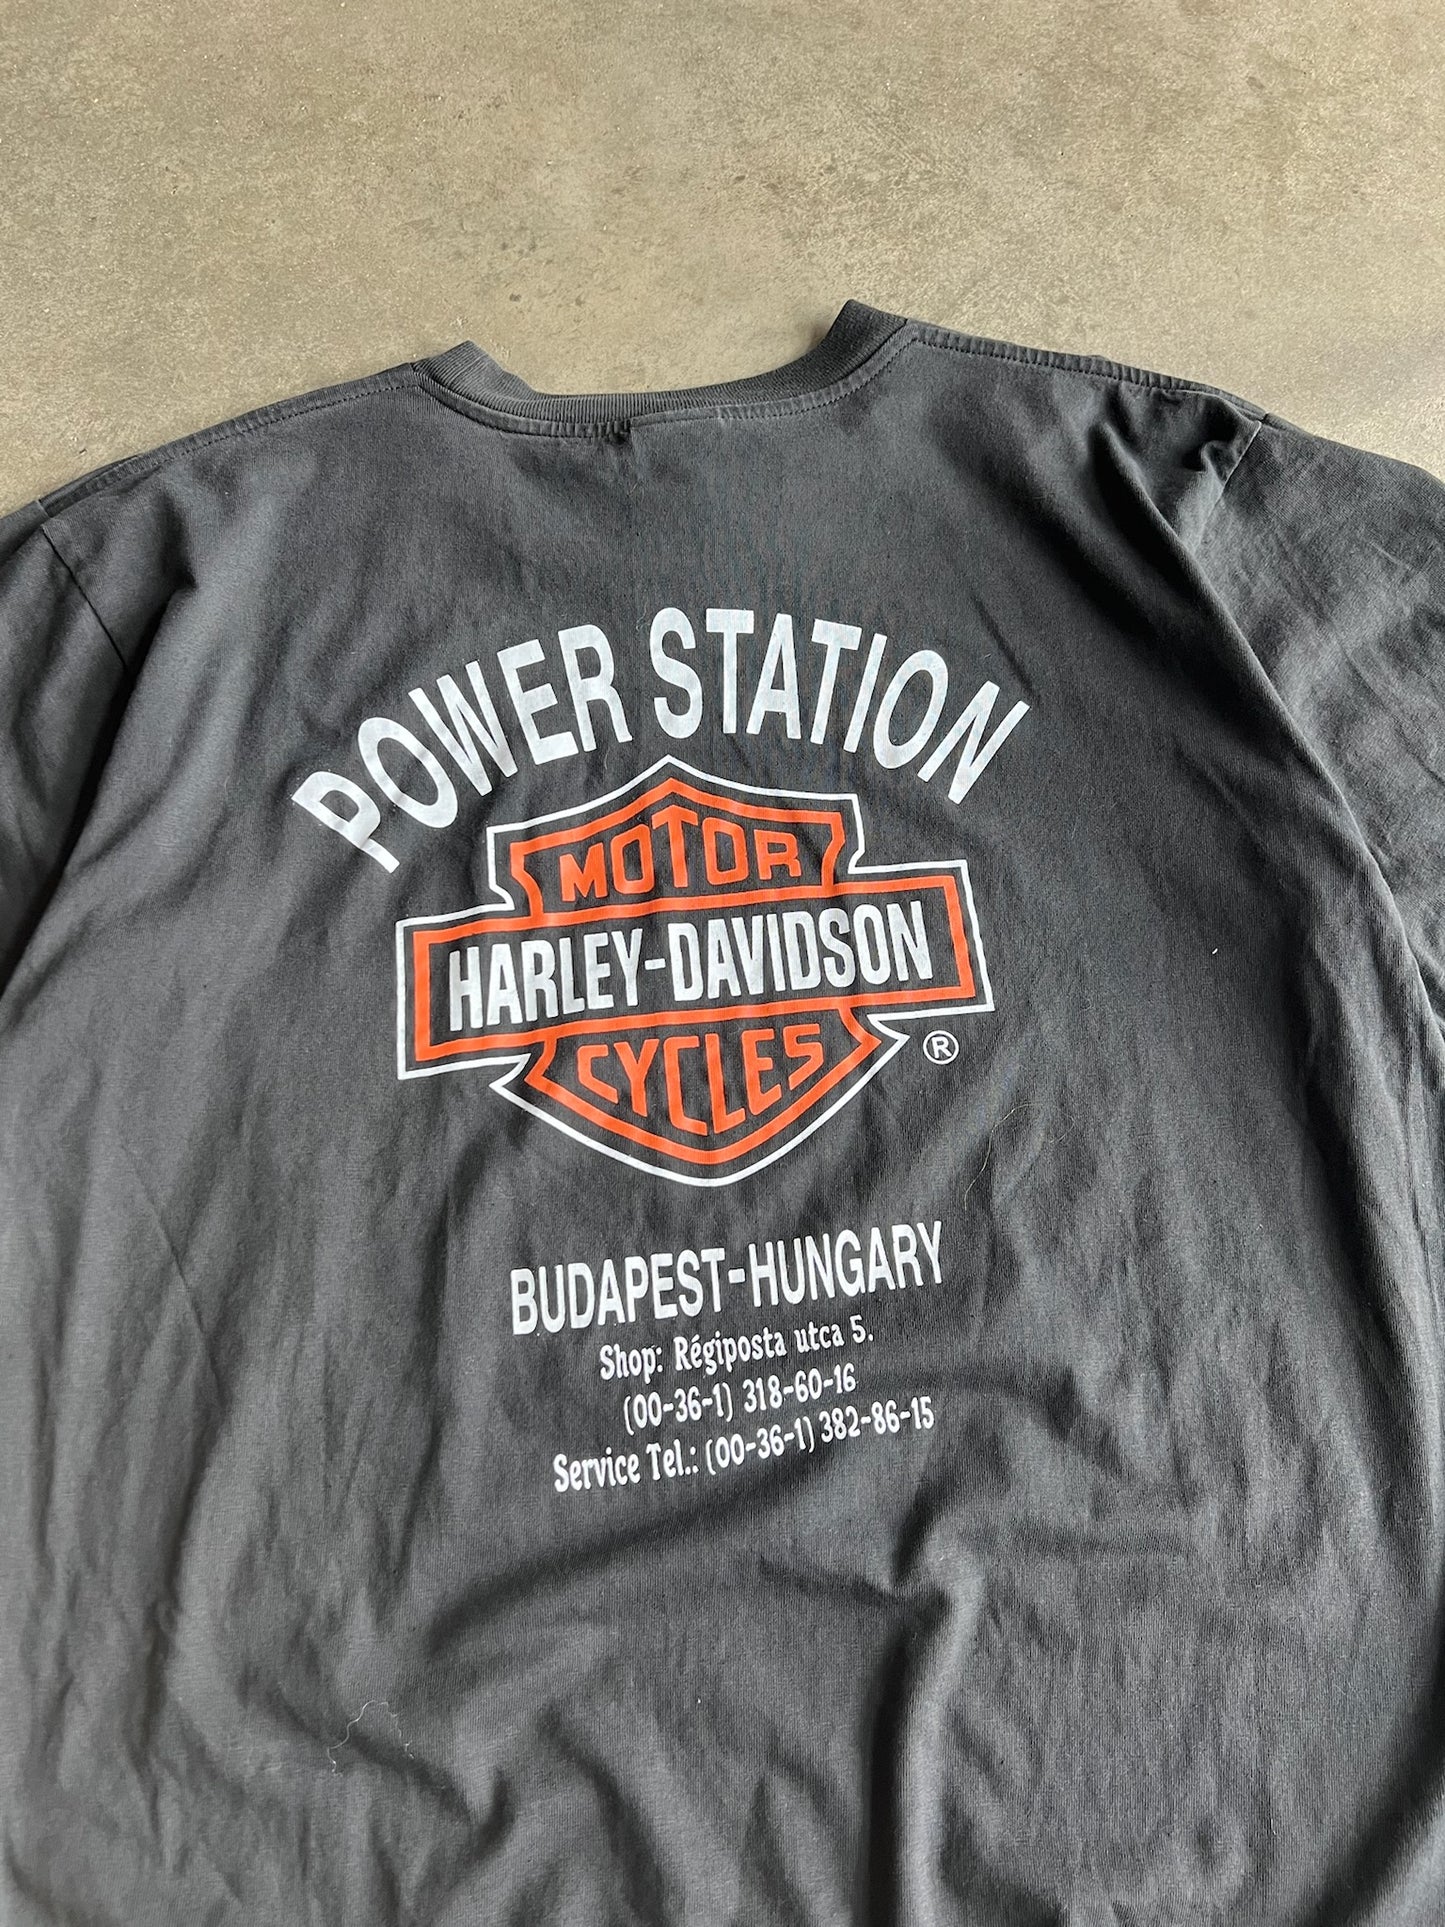 POWER STATION
MOTOR
HARLEY-DAVIDSON
CYCLES
®
BUDAPEST-HUNGARY
Shop: Régiposta utca 5.
(00-36-1) 318-60-16
Service Tel.: (00-36-1) 382-86-15